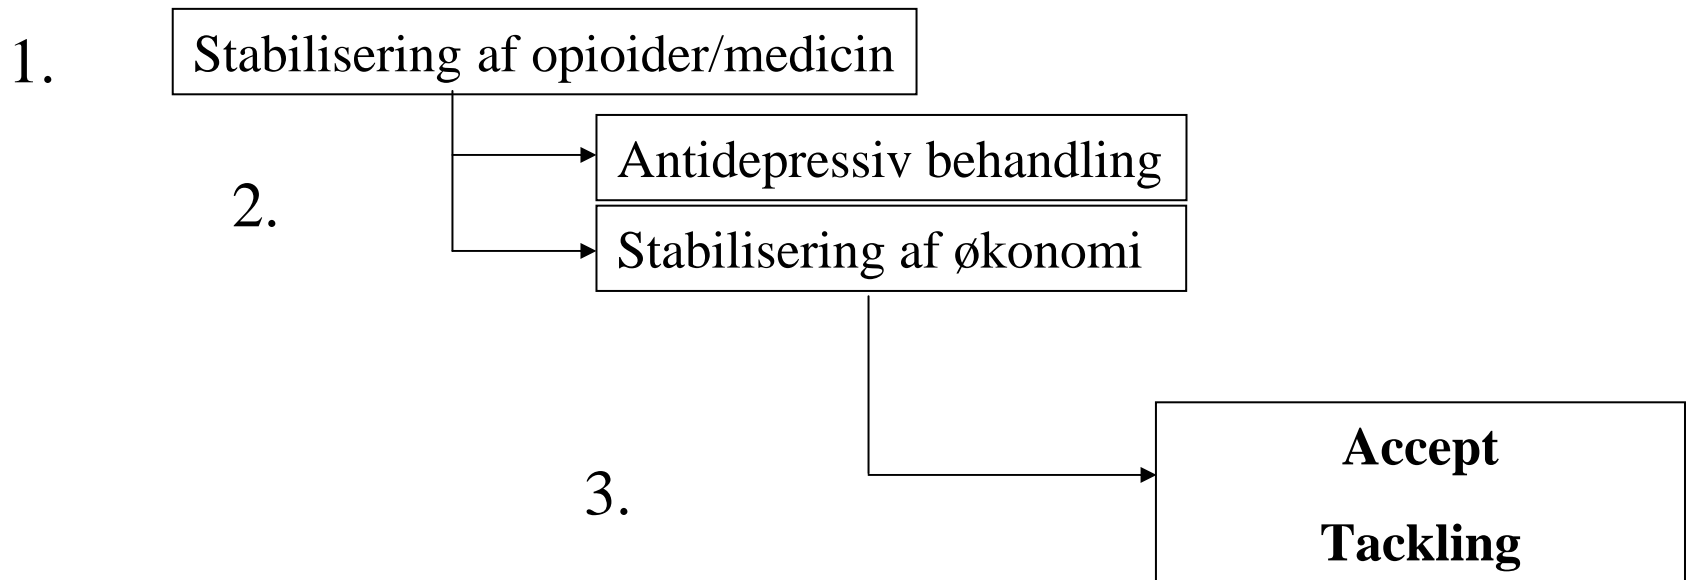 1.
Stabilisering af opioider/medicin
Antidepressiv behandling
2.
Stabilisering af økonomi
Accept
3.
Tackling